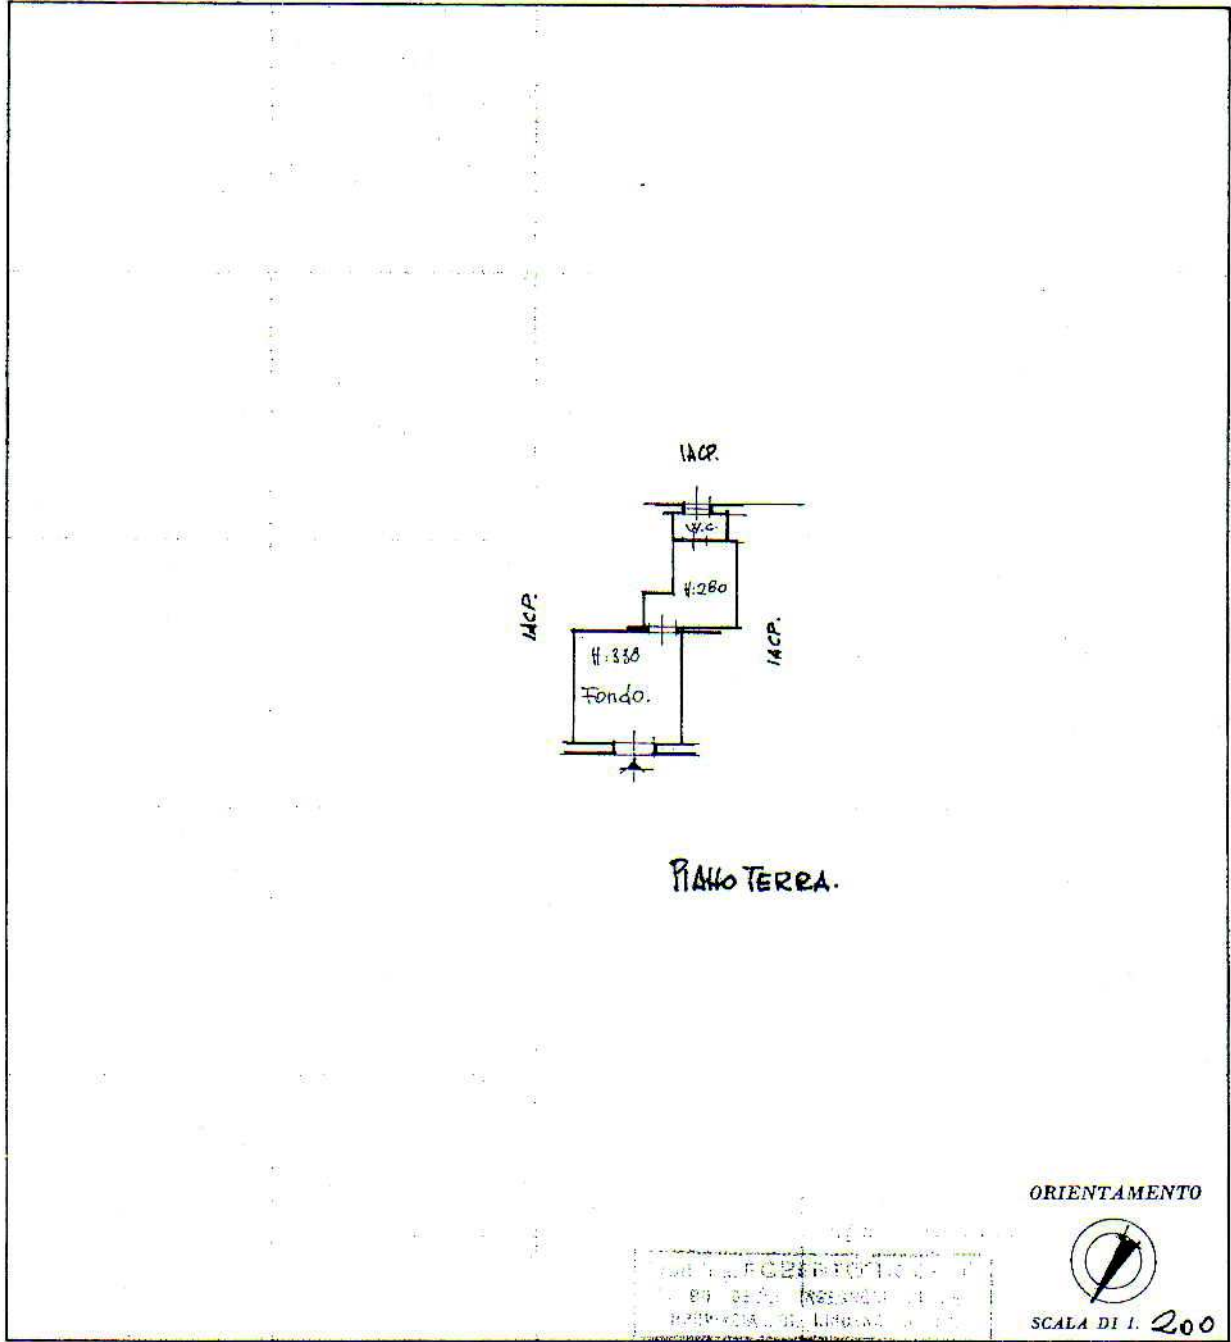 IACP.
W.C.
H:280
IACP.
IACP.
H:338
Fondo.
PIANO TERRA.
ORIENTAMENTO
SCALA DI 1. 200